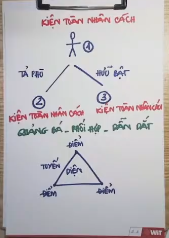 KIỆN TOÀN NHÂN CÁCH
1
TẢ PHÙ
HỮU BẬT
2
3
KIỆN TOÀN NHÂN CÁCH
KIỆN TOÀN NHÂN CÁCH
QUẢNG BÁ - PHỐI HỢP - DẪN DẮT
ĐIỂM
TUYẾN
DIỆN
ĐIỂM
ĐIỂM